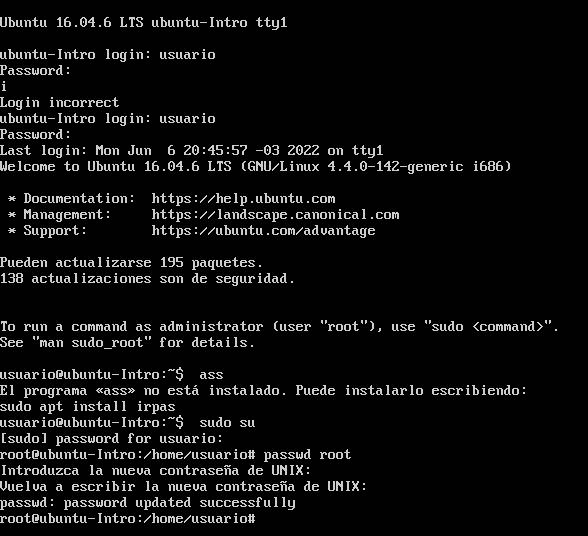 Ubuntu 16.04.6 LTS ubuntu-Intro tty1
ubuntu-Intro login: usuario
Password:
i
Login incorrect
ubuntu-Intro login: usuario
Password:
Last login: Mon Jun  6 20:45:57 -03 2022 on tty1
Welcome to Ubuntu 16.04.6 LTS (GNU/Linux 4.4.0-142-generic i686)
 * Documentation:  https://help.ubuntu.com
 * Management:     https://landscape.canonical.com
 * Support:        https://ubuntu.com/advantage
Pueden actualizarse 195 paquetes.
138 actualizaciones son de seguridad.
To run a command as administrator (user "root"), use "sudo <command>".
See "man sudo_root" for details.
usuario@ubuntu-Intro:~$  ass
El programa «ass» no está instalado. Puede instalarlo escribiendo:
sudo apt install irpas
usuario@ubuntu-Intro:~$  sudo su
[sudo] password for usuario:
root@ubuntu-Intro:/home/usuario# passwd root
Introduzca la nueva contraseña de UNIX:
Vuelva a escribir la nueva contraseña de UNIX:
passwd: password updated successfully
root@ubuntu-Intro:/home/usuario#